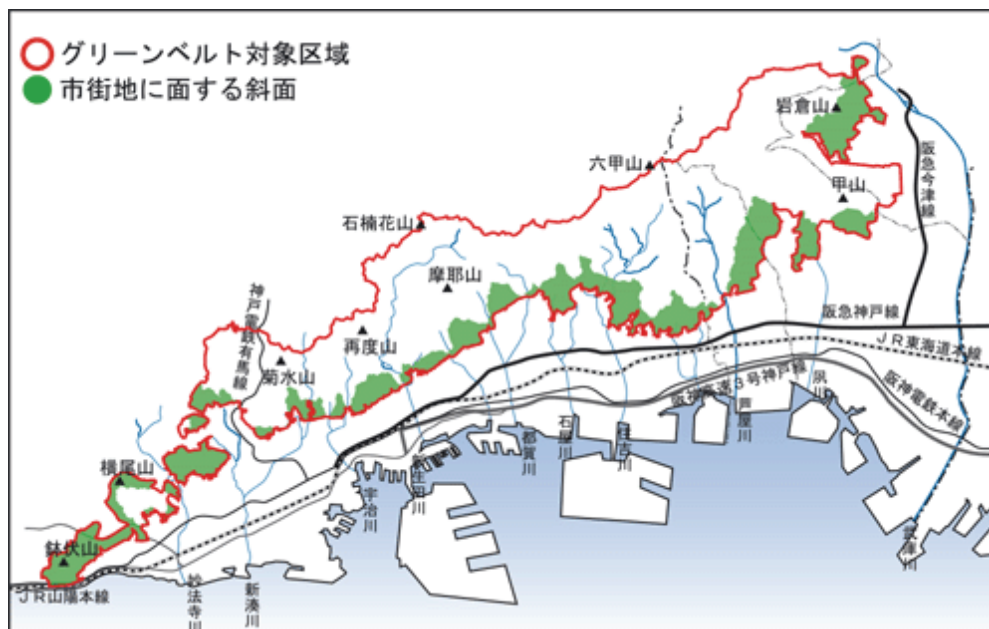 グリーンベルト対象区域
市街地に面する斜面
岩倉山
六甲山
甲山
阪急今津線
石楠花山
摩耶山
神戸電鉄有馬線
再度山
菊水山
阪急神戸線
JR東海道本線
阪神高速3号神戸線
阪神電鉄本線
夙川
芦屋川
住吉川
石屋川
都賀川
新生田川
宇治川
横尾山
鉢伏山
武庫川
JR山陽本線
妙法寺川
新湊川